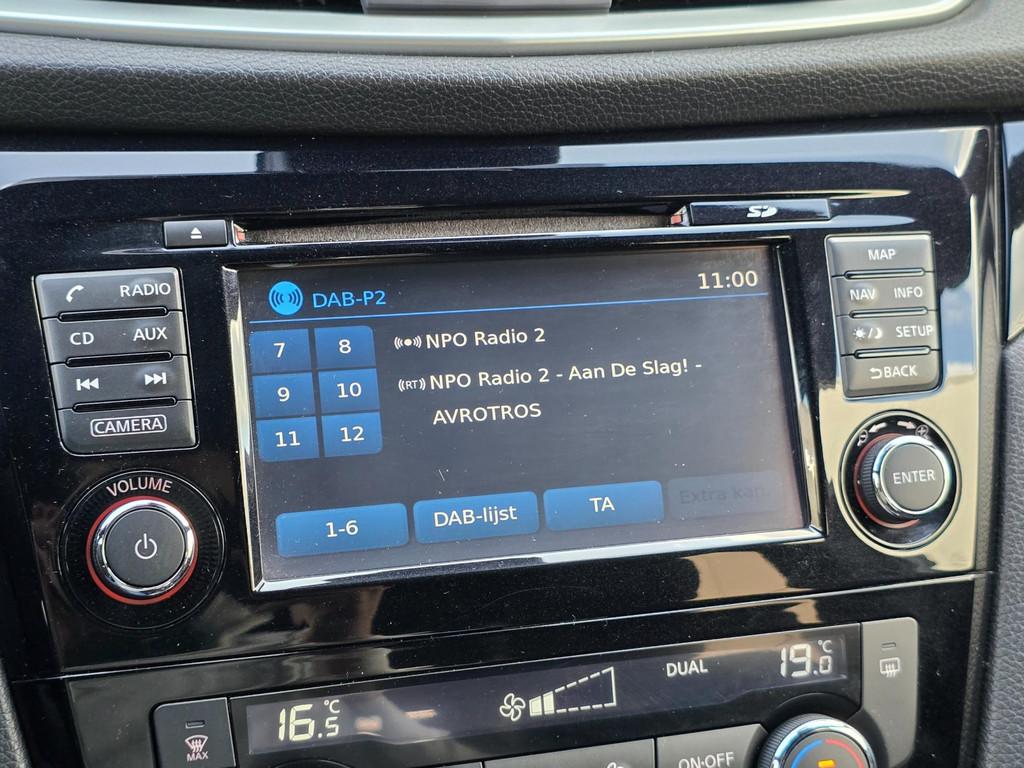 SD
MAP
RADIO
NAV INFO
CD AUX
SETUP
BACK
CAMERA
VOLUME
ENTER
DAB-P2 11:00
7 8
9 10
11 12
NPO Radio 2
(RT) NPO Radio 2 - Aan De Slag! -
AVROTROS
1-6 DAB-lijst TA Extra kan.
16.5 °C DUAL 19.0 °C
MAX ON·OFF